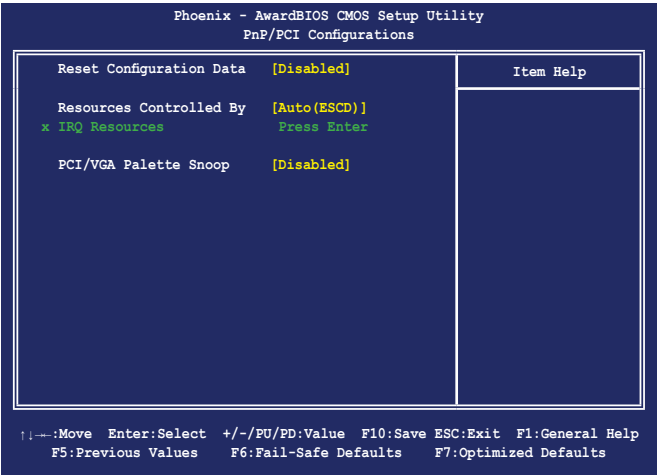 Phoenix - AwardBIOS CMOS Setup Utility
PnP/PCI Configurations
Reset Configuration Data [Disabled]
Item Help
Resources Controlled By [Auto(ESCD)]
x IRQ Resources Press Enter
PCI/VGA Palette Snoop [Disabled]
↑↓→←:Move Enter:Select +/-/PU/PD:Value F10:Save ESC:Exit F1:General Help
F5:Previous Values F6:Fail-Safe Defaults F7:Optimized Defaults